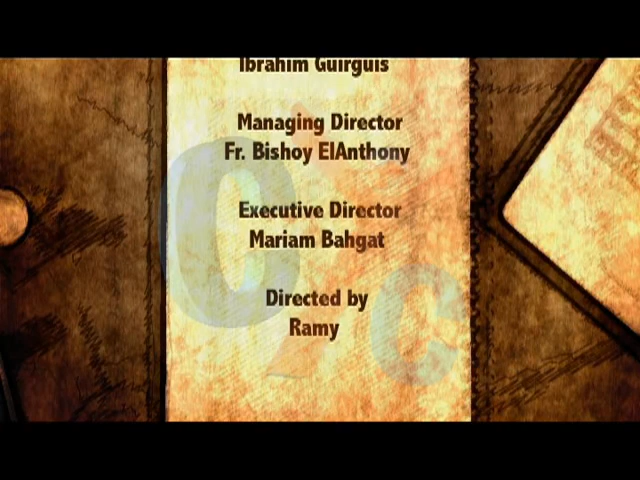 Ibrahim Guirguis
Managing Director
Fr. Bishoy ElAnthony
Executive Director
Mariam Bahgat
Directed by
Ramy